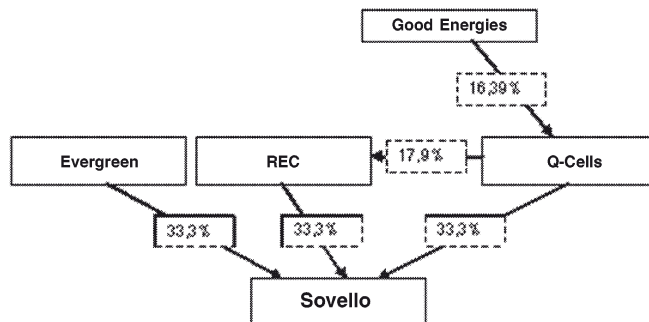 Good Energies
16,39%
Evergreen
REC
17,9%
Q-Cells
33,3%
33,3%
33,3%
Sovello